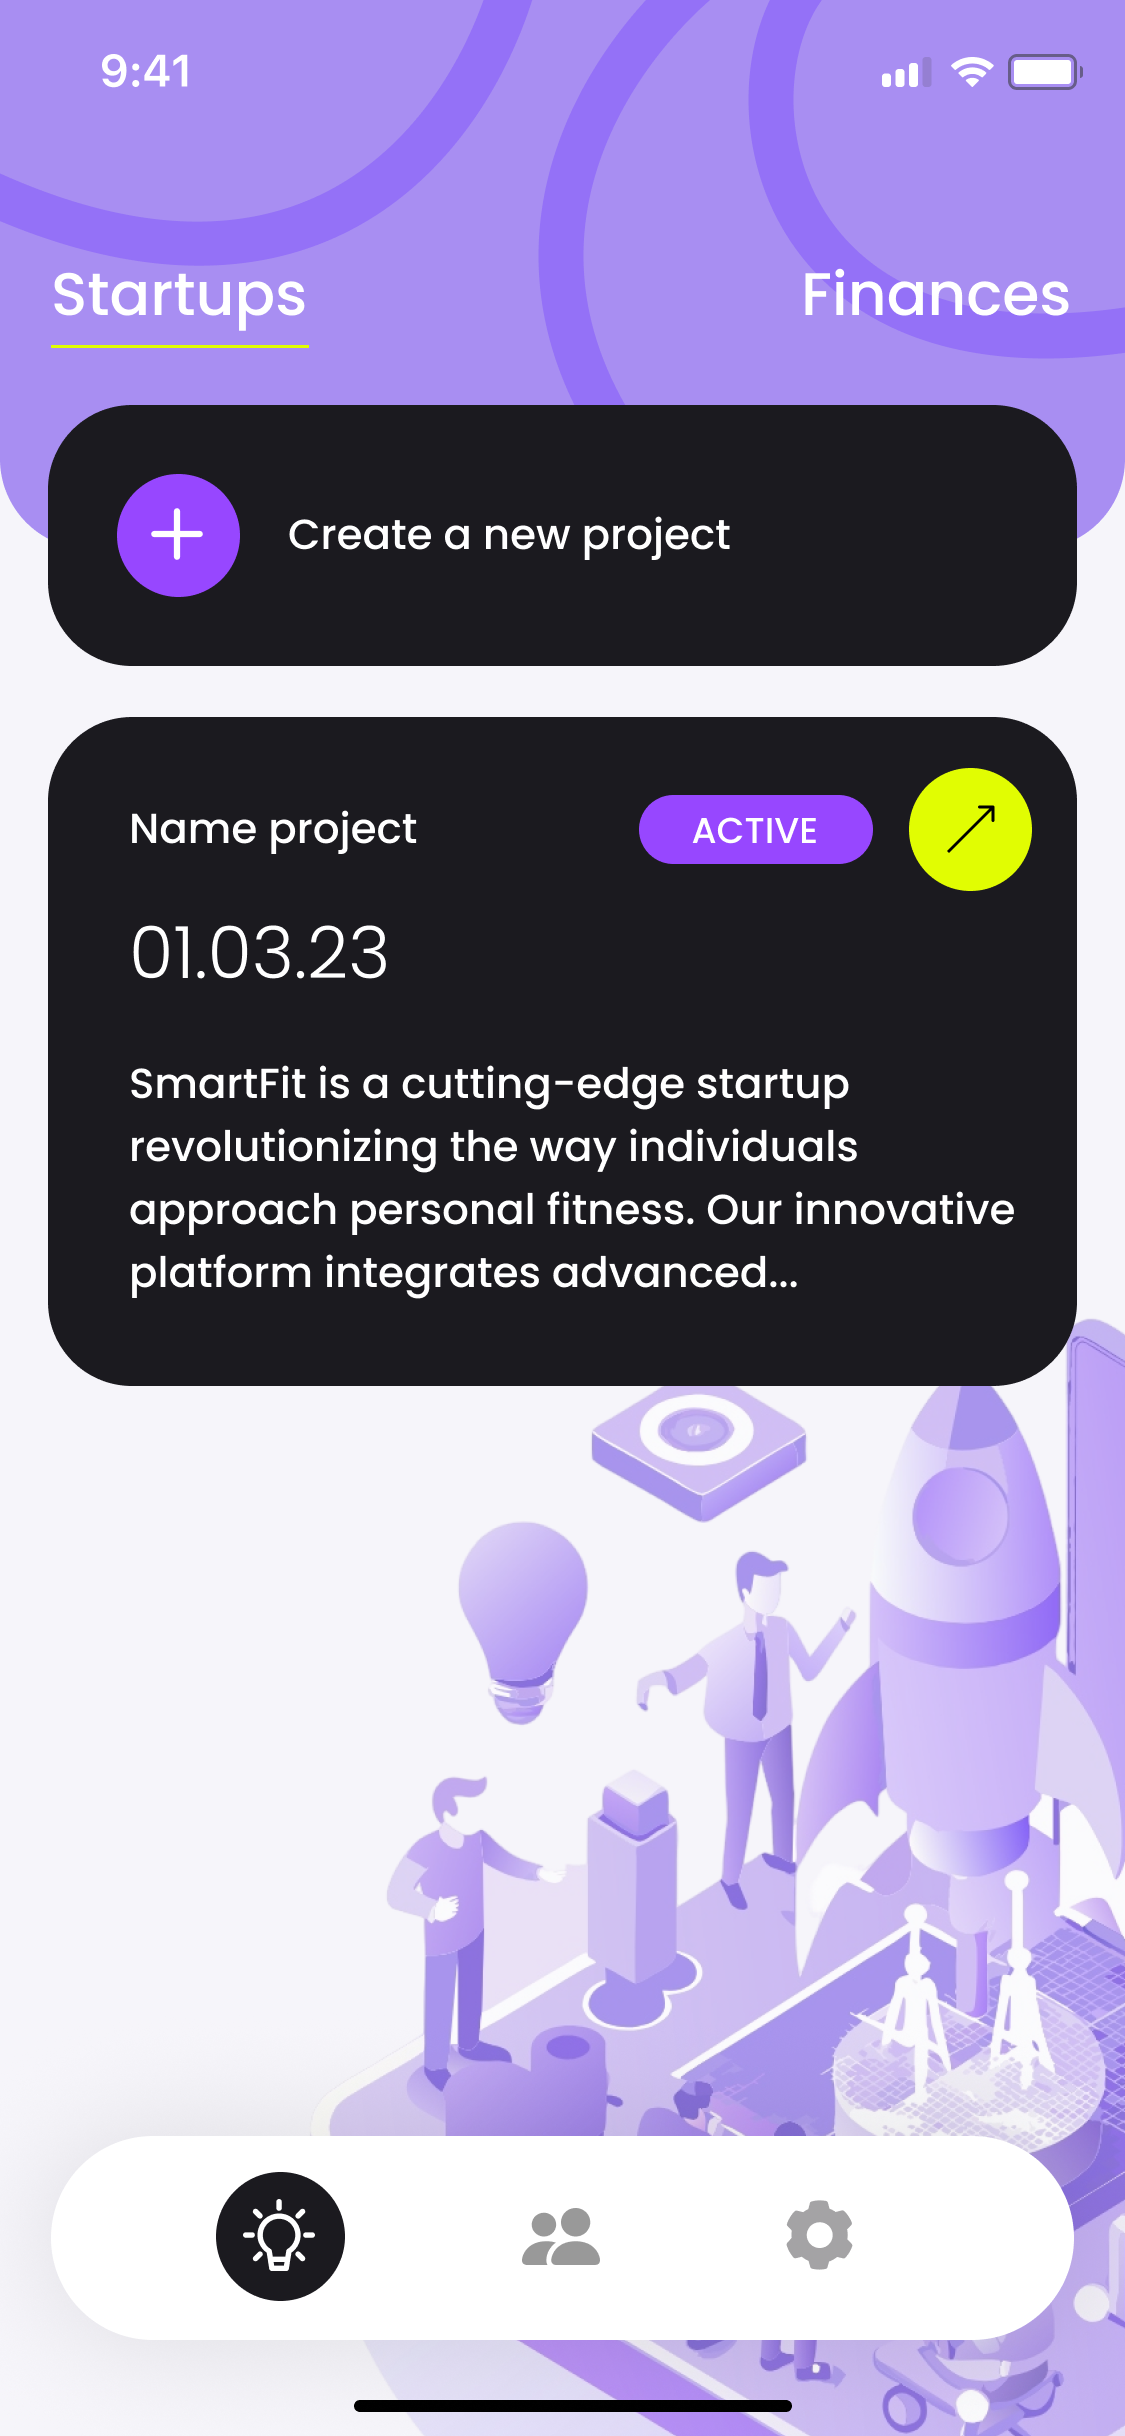 9:41
Startups
Finances
Create a new project
Name project
ACTIVE
01.03.23
SmartFit is a cutting-edge startup
revolutionizing the way individuals
approach personal fitness. Our innovative
platform integrates advanced...